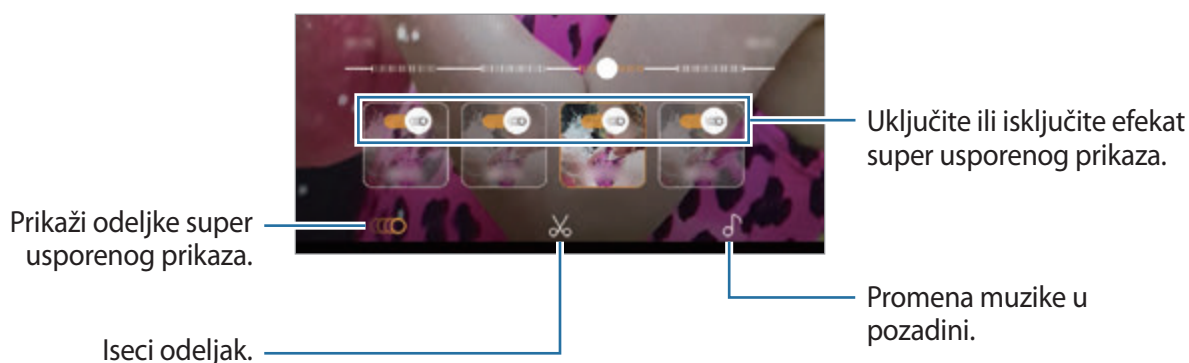 Uključite ili isključite efekat
super usporenog prikaza.
Prikaži odeljke super
usporenog prikaza.
Promena muzike u
pozadini.
Iseci odeljak.